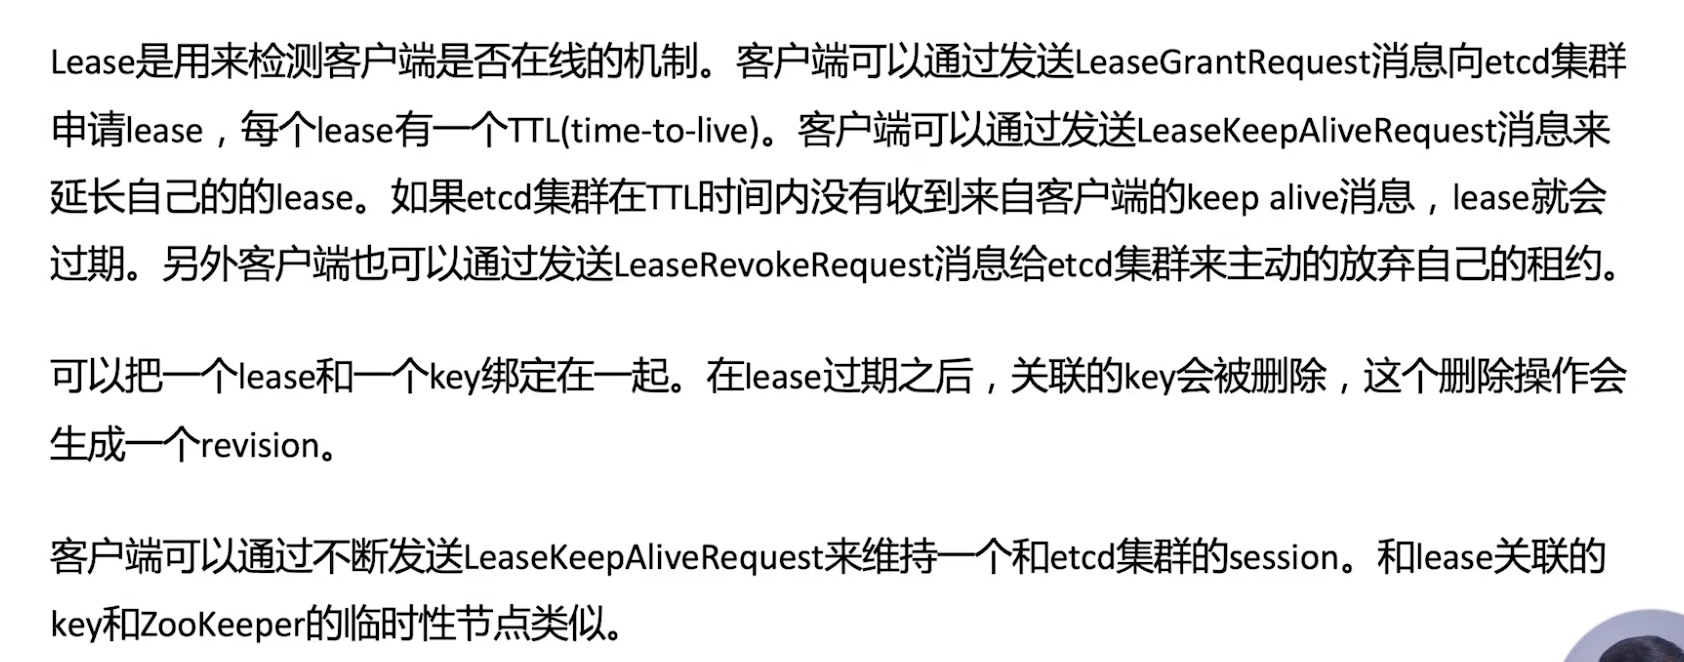 Lease是用来检测客户端是否在线的机制。客户端可以通过发送LeaseGrantRequest消息向etcd集群
申请lease，每个lease有一个TTL(time-to-live)。客户端可以通过发送LeaseKeepAliveRequest消息来
延长自己的的lease。如果etcd集群在TTL时间内没有收到来自客户端的keep alive消息，lease就会
过期。另外客户端也可以通过发送LeaseRevokeRequest消息给etcd集群来主动的放弃自己的租约。
可以把一个lease和一个key绑定在一起。在lease过期之后，关联的key会被删除，这个删除操作会
生成一个revision。
客户端可以通过不断发送LeaseKeepAliveRequest来维持一个和etcd集群的session。和lease关联的
key和ZooKeeper的临时性节点类似。